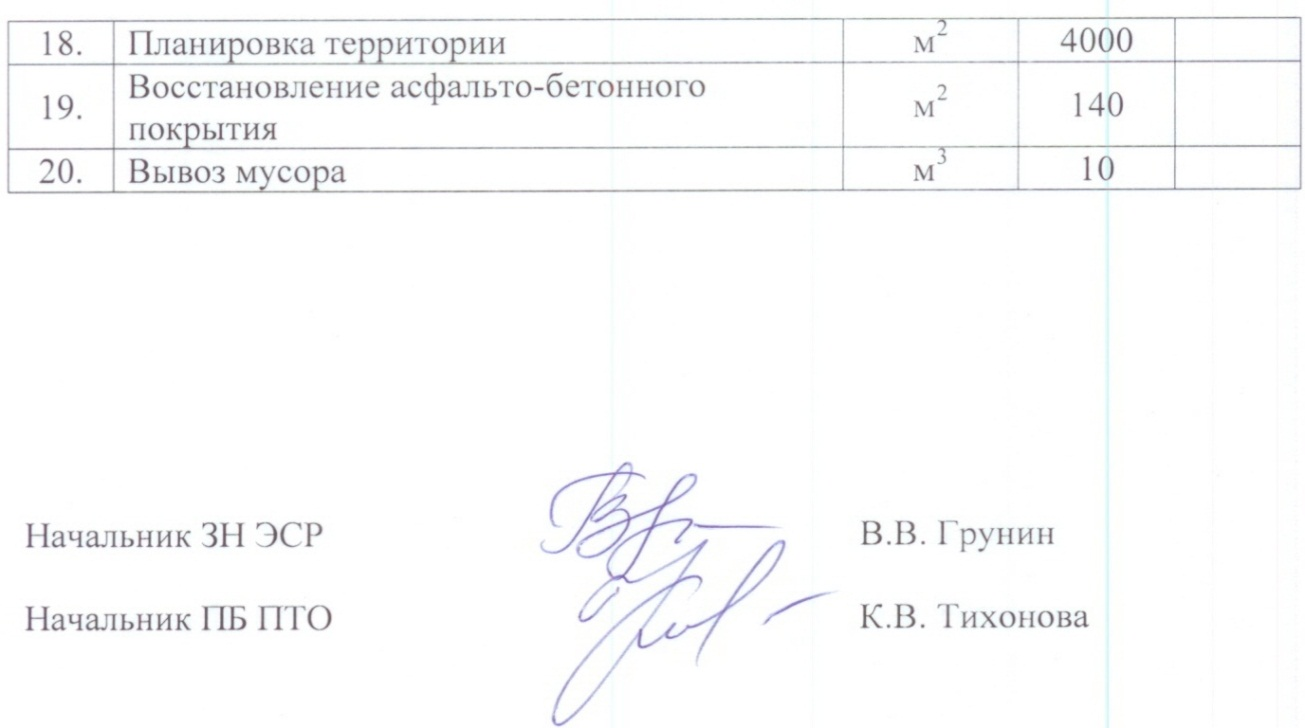 18. Планировка территории м² 4000
19. Восстановление асфальто-бетонного покрытия м² 140
20. Вывоз мусора м³ 10
Начальник ЗН ЭСР В.В. Грунин
Начальник ПБ ПТО К.В. Тихонова